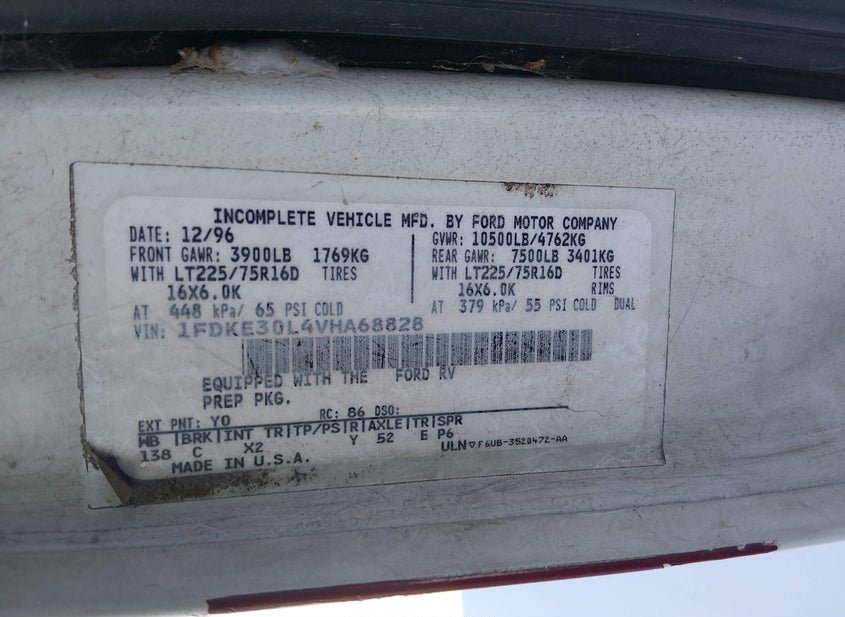 INCOMPLETE VEHICLE MFD. BY FORD MOTOR COMPANY
DATE: 12/96
FRONT GAWR: 3900LB 1769KG
WITH LT225/75R16D TIRES
16X6.0K
AT 448 kPa/ 65 PSI COLD
GVWR: 10500LB/4762KG
REAR GAWR: 7500LB 3401KG
WITH LT225/75R16D TIRES
16X6.0K RIMS
AT 379 kPa/ 55 PSI COLD DUAL
VIN: 1FDKE30L4VHA68828
EQUIPPED WITH THE FORD RV
PREP PKG.
EXT PNT: YO RC: 86 DSO:
WB |BRK|INT TR|TP/PS|R|AXLE|TR|SPR
138 C X2 Y 52 E P6
MADE IN U.S.A.
ULN▽F6UB-3520472-AA